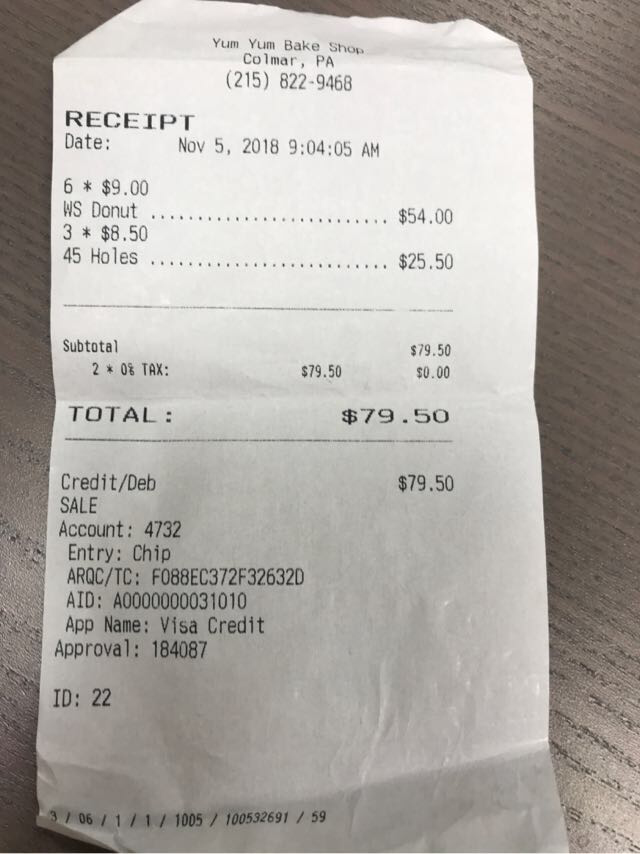 Yum Yum Bake Shop
Colmar, PA
(215) 822-9468
RECEIPT
Date: Nov 5, 2018 9:04:05 AM
6 * $9.00
WS Donut ......................... $54.00
3 * $8.50
45 Holes ......................... $25.50
Subtotal $79.50
2 * 0% TAX: $79.50 $0.00
TOTAL: $79.50
Credit/Deb $79.50
SALE
Account: 4732
Entry: Chip
ARQC/TC: F088EC372F32632D
AID: A0000000031010
App Name: Visa Credit
Approval: 184087
ID: 22
3 / 06 / 1 / 1 / 1005 / 100532691 / 59